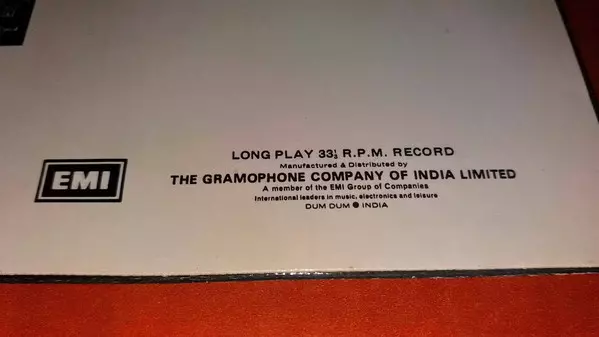 LONG PLAY 33⅓ R.P.M. RECORD
Manufactured & Distributed by
EMI
THE GRAMOPHONE COMPANY OF INDIA LIMITED
A member of the EMI Group of Companies
International leaders in music, electronics and leisure
DUM DUM ● INDIA